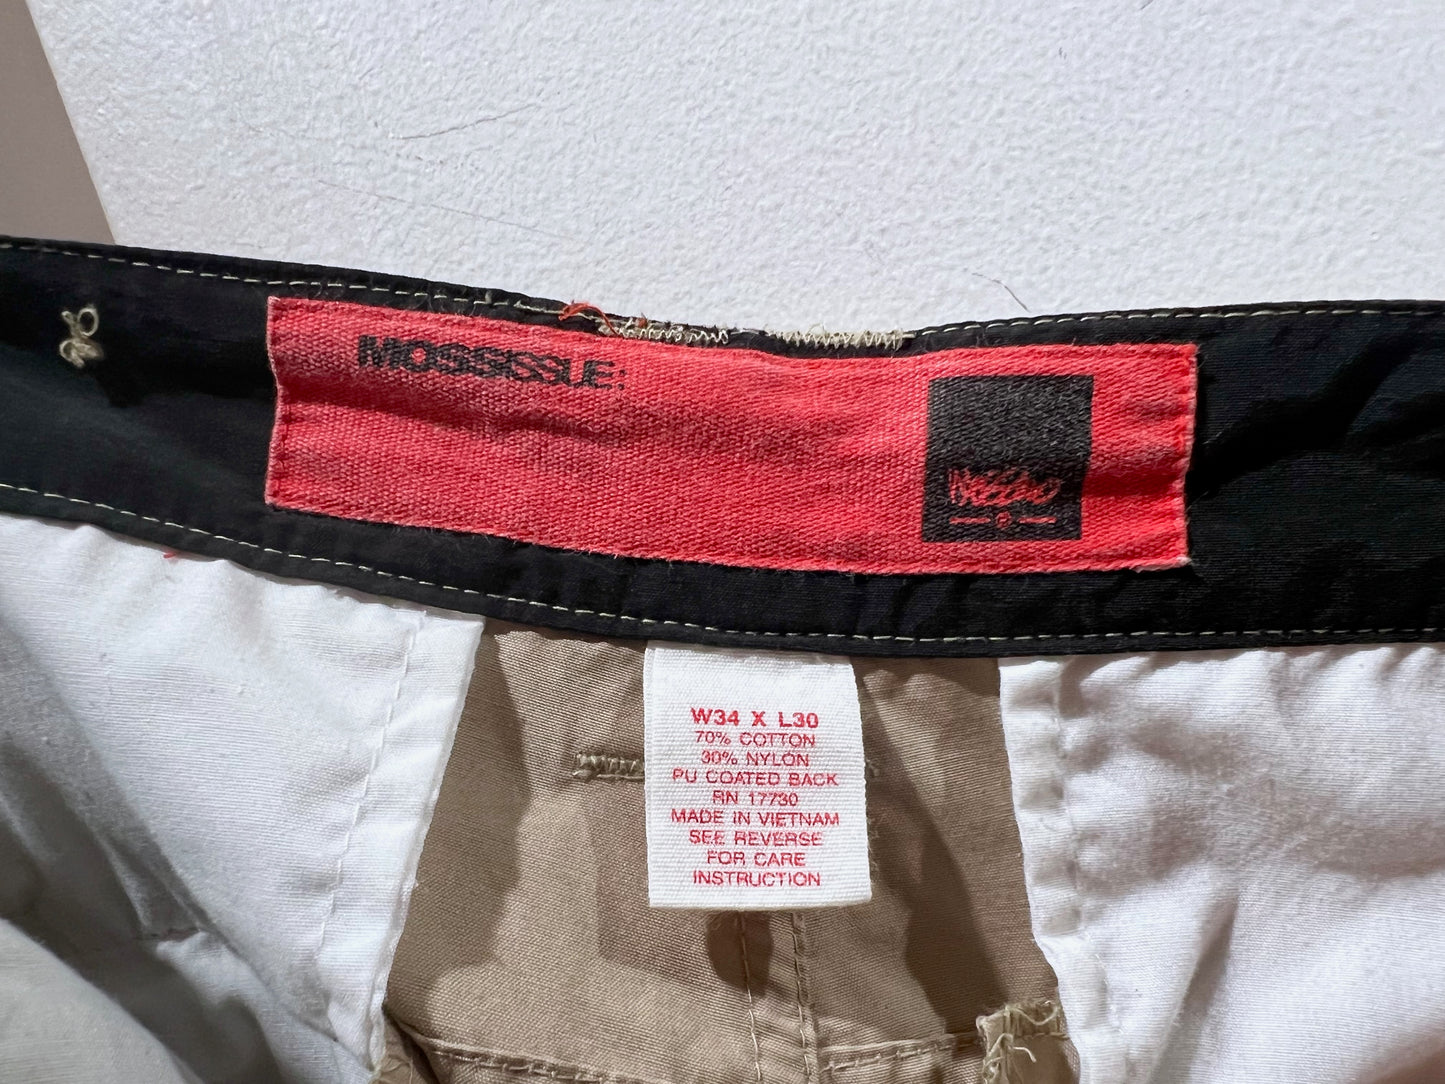 MOSSISSUE:
MOSSIMO
®
W34 X L30
70% COTTON
30% NYLON
PU COATED BACK
RN 17730
MADE IN VIETNAM
SEE REVERSE
FOR CARE
INSTRUCTION